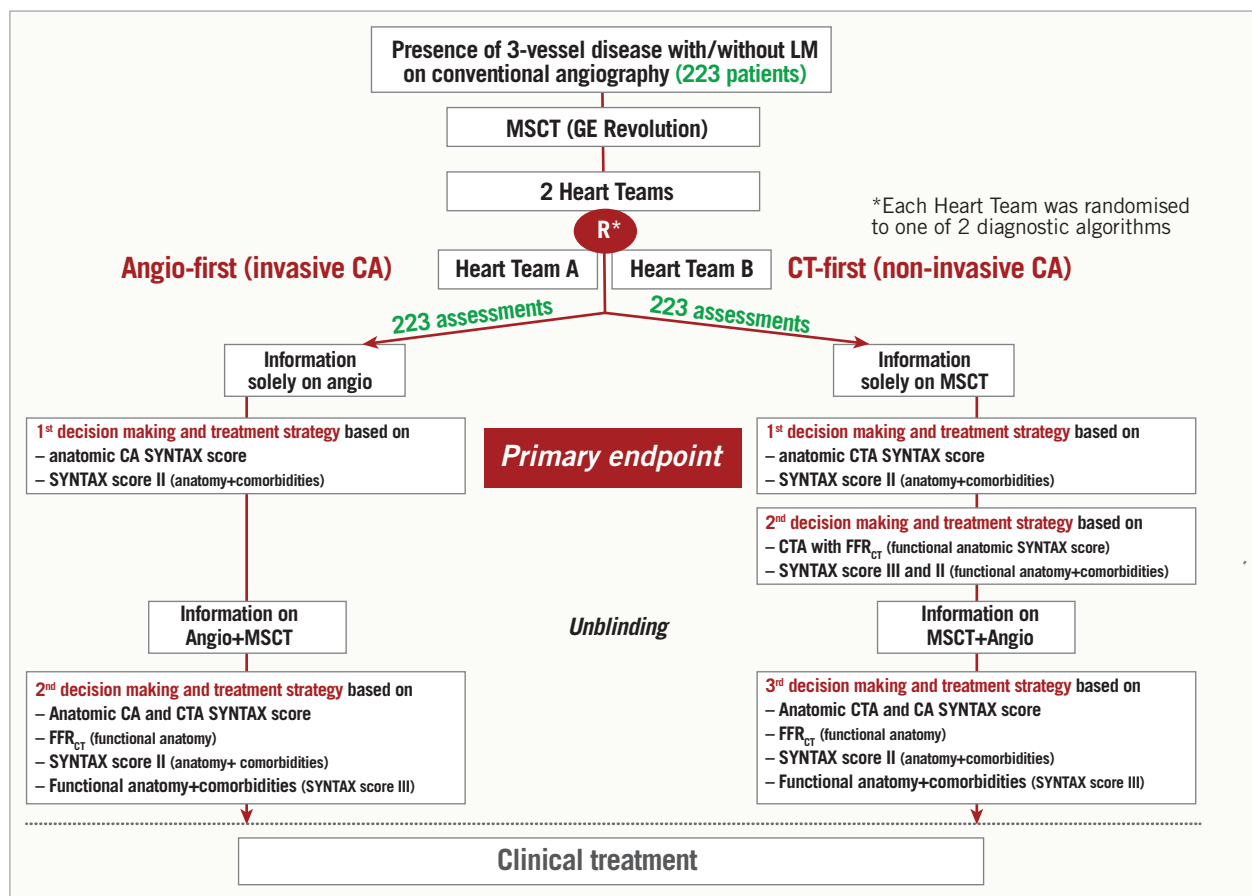 Presence of 3-vessel disease with/without LM
on conventional angiography (223 patients)
MSCT (GE Revolution)
2 Heart Teams
*Each Heart Team was randomised
to one of 2 diagnostic algorithms
R*
Angio-first (invasive CA)
Heart Team A
Heart Team B
CT-first (non-invasive CA)
223 assessments
223 assessments
Information
solely on angio
Information
solely on MSCT
1st decision making and treatment strategy based on
– anatomic CA SYNTAX score
– SYNTAX score II (anatomy+comorbidities)
Primary endpoint
1st decision making and treatment strategy based on
– anatomic CTA SYNTAX score
– SYNTAX score II (anatomy+comorbidities)
2nd decision making and treatment strategy based on
– CTA with FFRCT (functional anatomic SYNTAX score)
– SYNTAX score III and II (functional anatomy+comorbidities)
Information on
Angio+MSCT
Unblinding
Information on
MSCT+Angio
2nd decision making and treatment strategy based on
– Anatomic CA and CTA SYNTAX score
– FFRCT (functional anatomy)
– SYNTAX score II (anatomy+ comorbidities)
– Functional anatomy+comorbidities (SYNTAX score III)
3rd decision making and treatment strategy based on
– Anatomic CTA and CA SYNTAX score
– FFRCT (functional anatomy)
– SYNTAX score II (anatomy+comorbidities)
– Functional anatomy+comorbidities (SYNTAX score III)
Clinical treatment